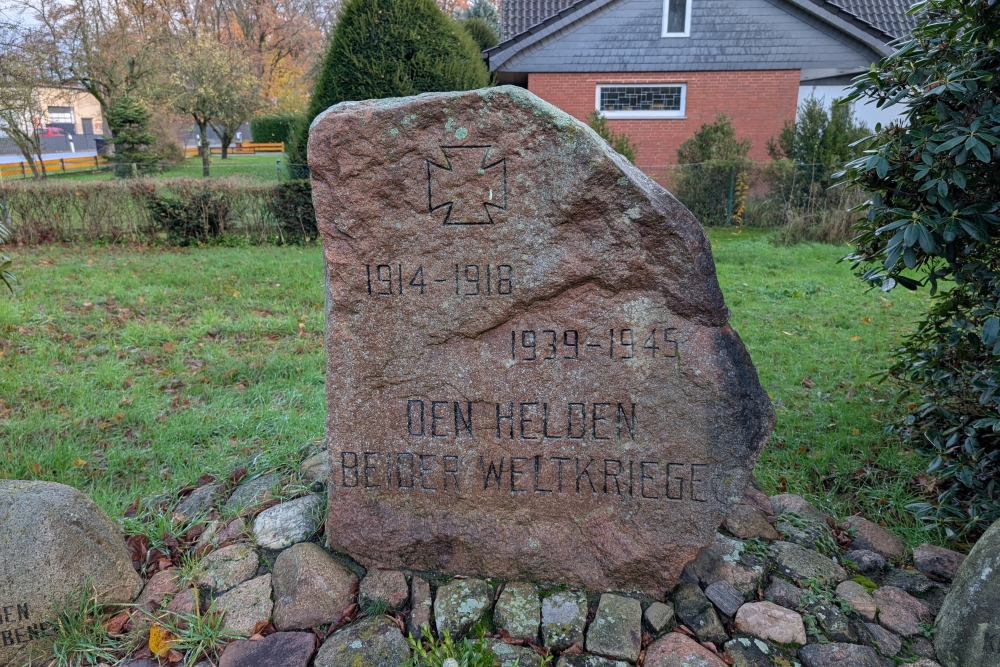 1914-1918
1939-1945
DEN HELDEN
BEIDER WELTKRIEGE